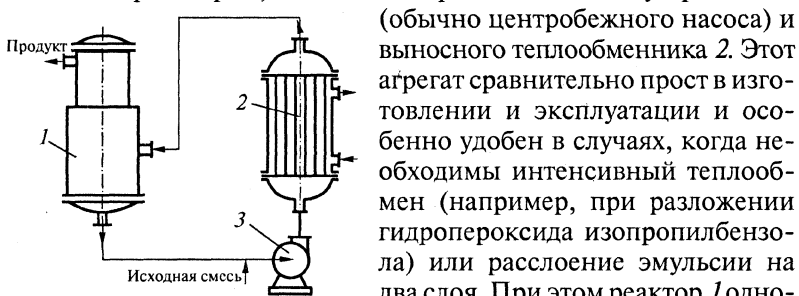 Продукт
1
2
3
Исходная смесь
(обычно центробежного насоса) и
выносного теплообменника 2. Этот
агрегат сравнительно прост в изго-
товлении и эксплуатации и осо-
бенно удобен в случаях, когда не-
обходимы интенсивный теплооб-
мен (например, при разложении
гидропероксида изопропилбензо-
ла) или расслоение эмульсии на
два слоя. При этом реактор 1 одно-